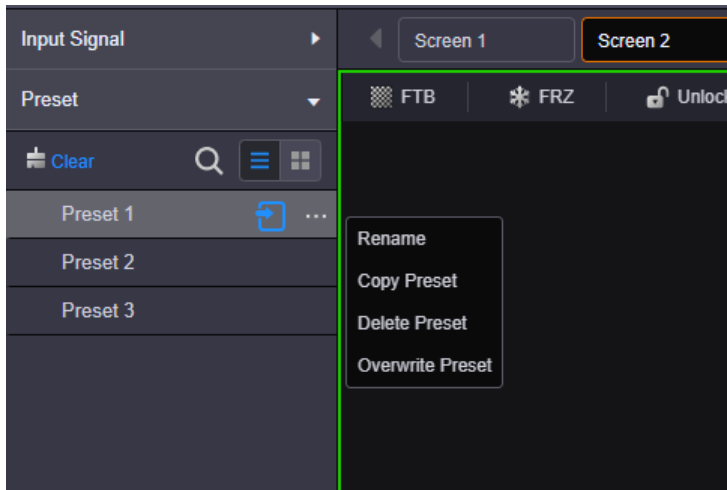 Input Signal
Screen 1
Screen 2
Preset
FTB
FRZ
Unlock
Clear
Preset 1
Preset 2
Preset 3
Rename
Copy Preset
Delete Preset
Overwrite Preset